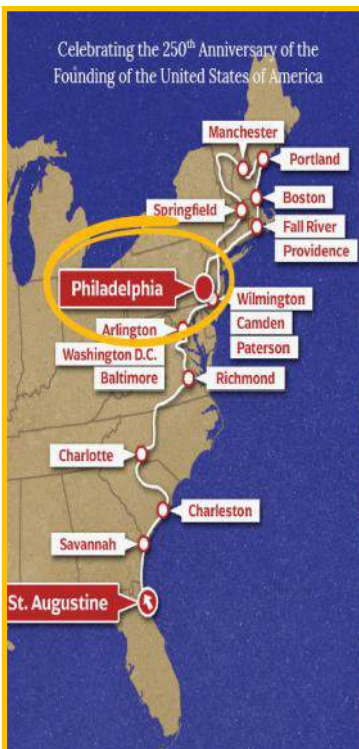 Celebrating the 250th Anniversary of the
Founding of the United States of America
Manchester
Portland
Boston
Springfield
Fall River
Providence
Philadelphia
Wilmington
Arlington
Camden
Washington D.C.
Paterson
Baltimore
Richmond
Charlotte
Charleston
Savannah
St. Augustine